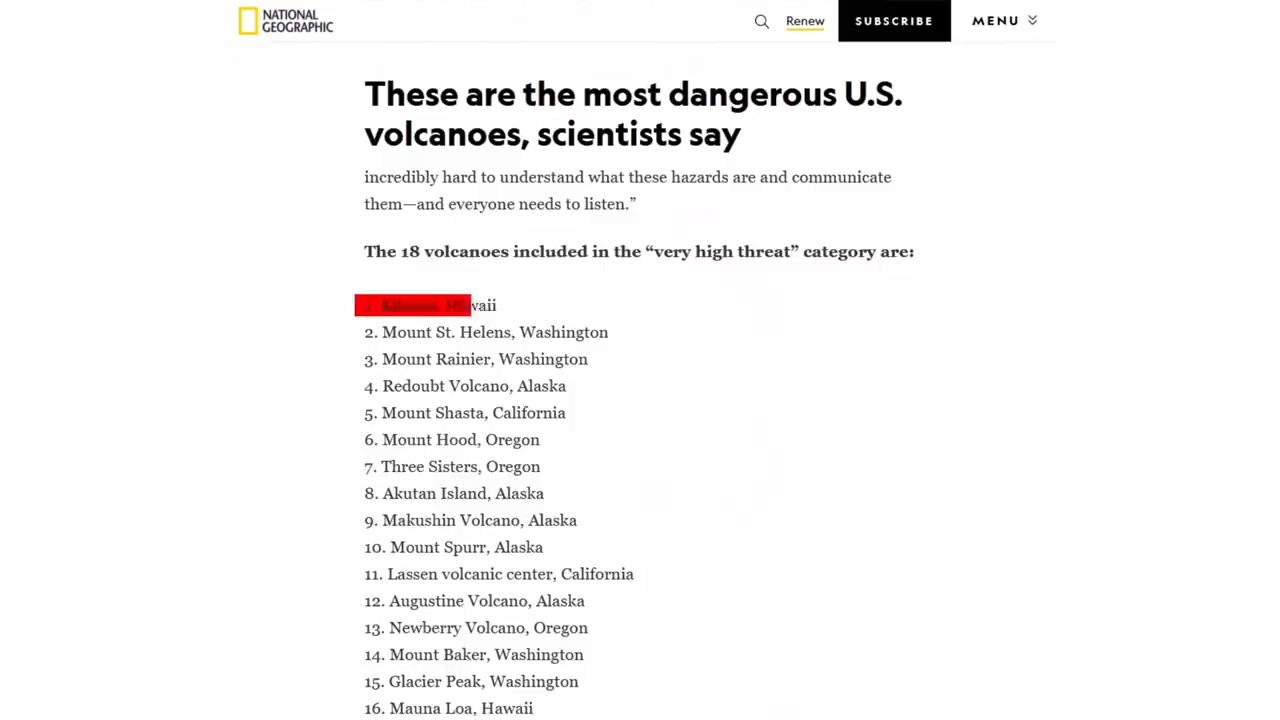 NATIONAL
GEOGRAPHIC
Renew
SUBSCRIBE
MENU
These are the most dangerous U.S.
volcanoes, scientists say
incredibly hard to understand what these hazards are and communicate
them—and everyone needs to listen.”
The 18 volcanoes included in the “very high threat” category are:
1. Kilauea, Hawaii
2. Mount St. Helens, Washington
3. Mount Rainier, Washington
4. Redoubt Volcano, Alaska
5. Mount Shasta, California
6. Mount Hood, Oregon
7. Three Sisters, Oregon
8. Akutan Island, Alaska
9. Makushin Volcano, Alaska
10. Mount Spurr, Alaska
11. Lassen volcanic center, California
12. Augustine Volcano, Alaska
13. Newberry Volcano, Oregon
14. Mount Baker, Washington
15. Glacier Peak, Washington
16. Mauna Loa, Hawaii